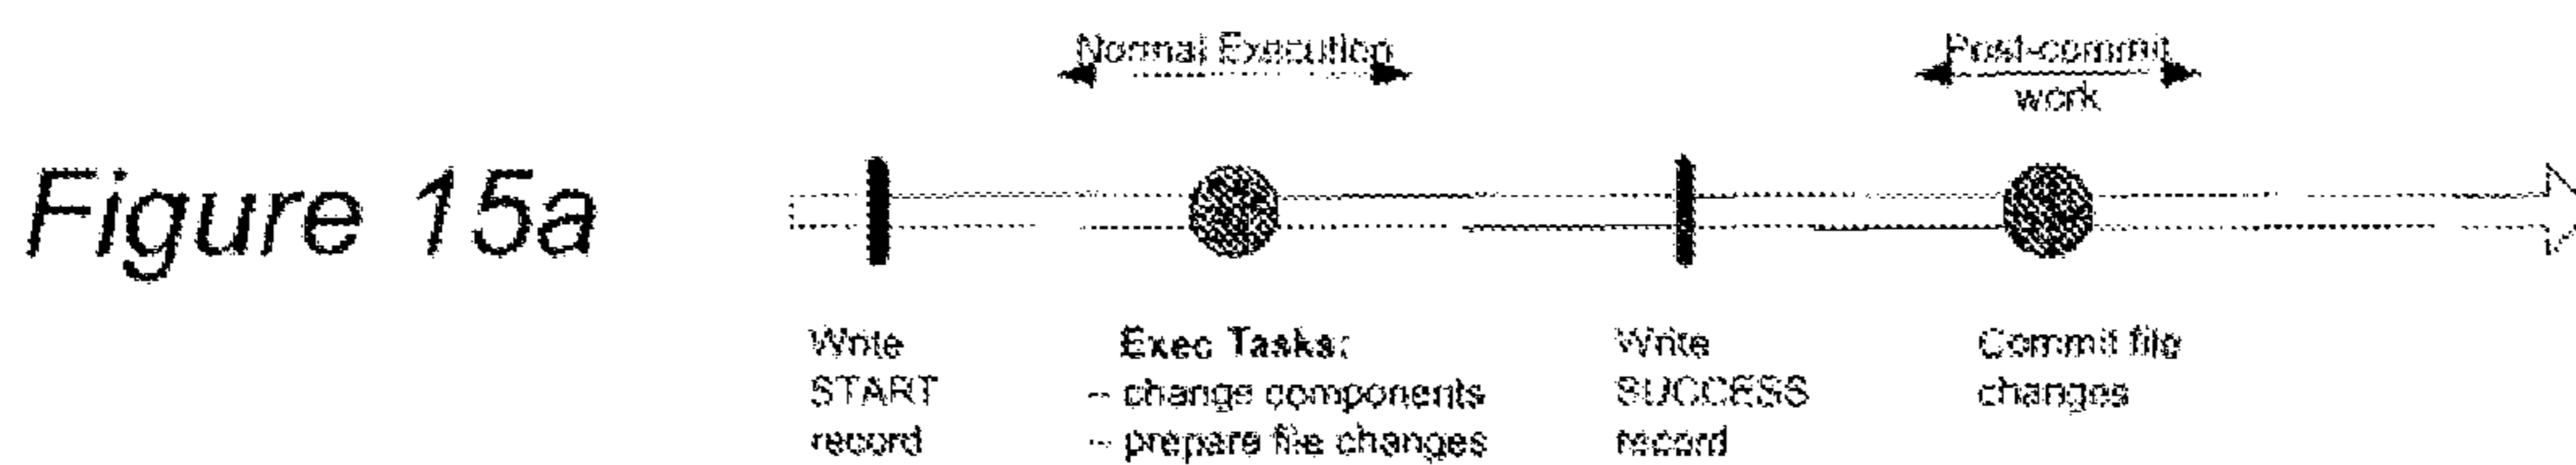 Normal Execution
Post-commit
work
Figure 15a
Write
START
record
Exec Tasks:
-- change components
-- prepare file changes
Write
SUCCESS
record
Commit file
changes